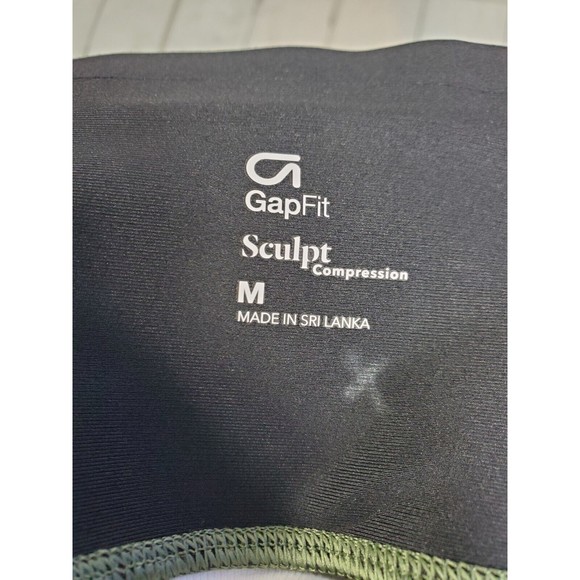 GapFit
Sculpt
Compression
M
MADE IN SRI LANKA